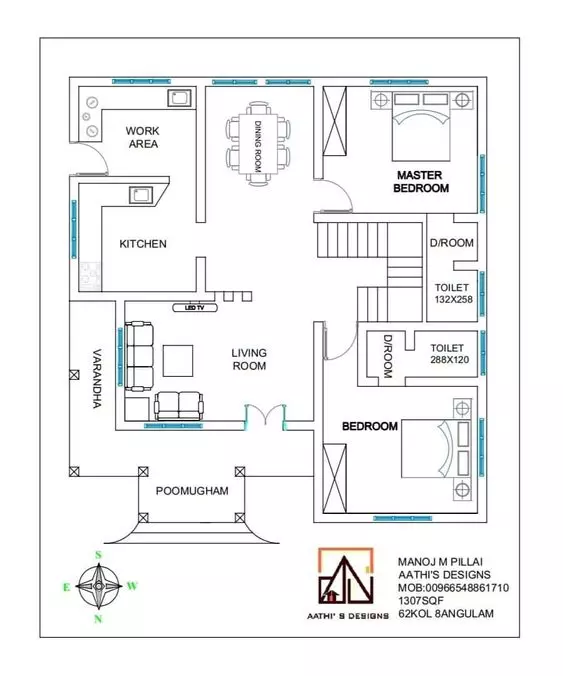 WORK
AREA
DINING ROOM
MASTER
BEDROOM
KITCHEN
D/ROOM
TOILET
132X258
LED TV
VARANDHA
LIVING
ROOM
D/ROOM
TOILET
288X120
BEDROOM
POOMUGHAM
S
E
W
N
AATHI' S DESIGNS
MANOJ M PILLAI
AATHI'S DESIGNS
MOB:00966548861710
1307SQF
62KOL 8ANGULAM